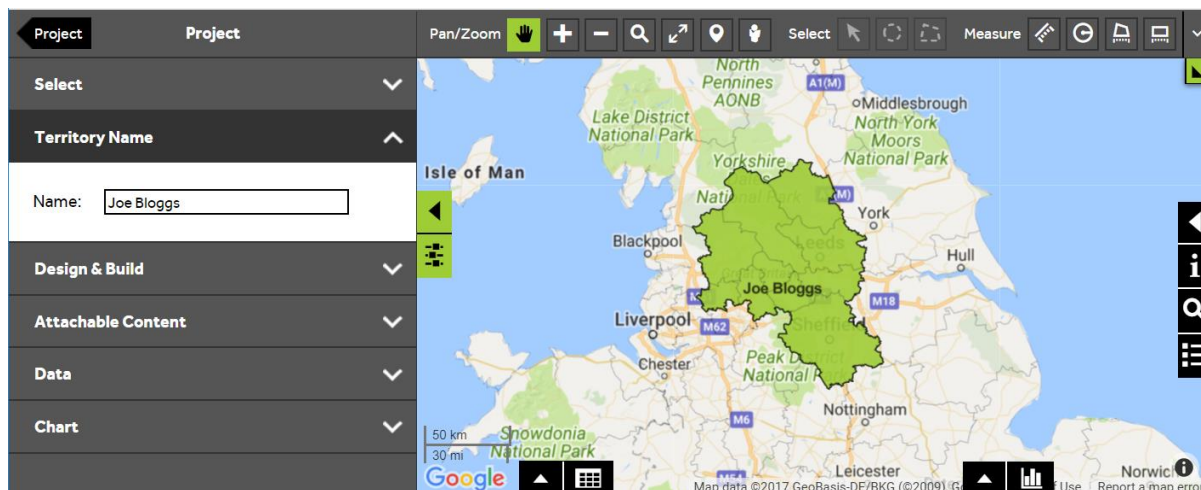 Project Project
Pan/Zoom Select Measure
Select
Territory Name
Name: Joe Bloggs
Design & Build
Attachable Content
Data
Chart
North
Pennines
AONB
A1(M)
Middlesbrough
Lake District
National Park
North York
Moors
National Park
Isle of Man
Yorkshire
York
Blackpool
Leeds
Hull
Joe Bloggs
M18
Liverpool
M62
Sheffield
Chester
Peak District
National Park
Nottingham
M6
50 km
30 mi
Snowdonia
National Park
Google
Leicester
Map data ©2017 GeoBasis-DE/BKG (©2009)
Use Report a map erro